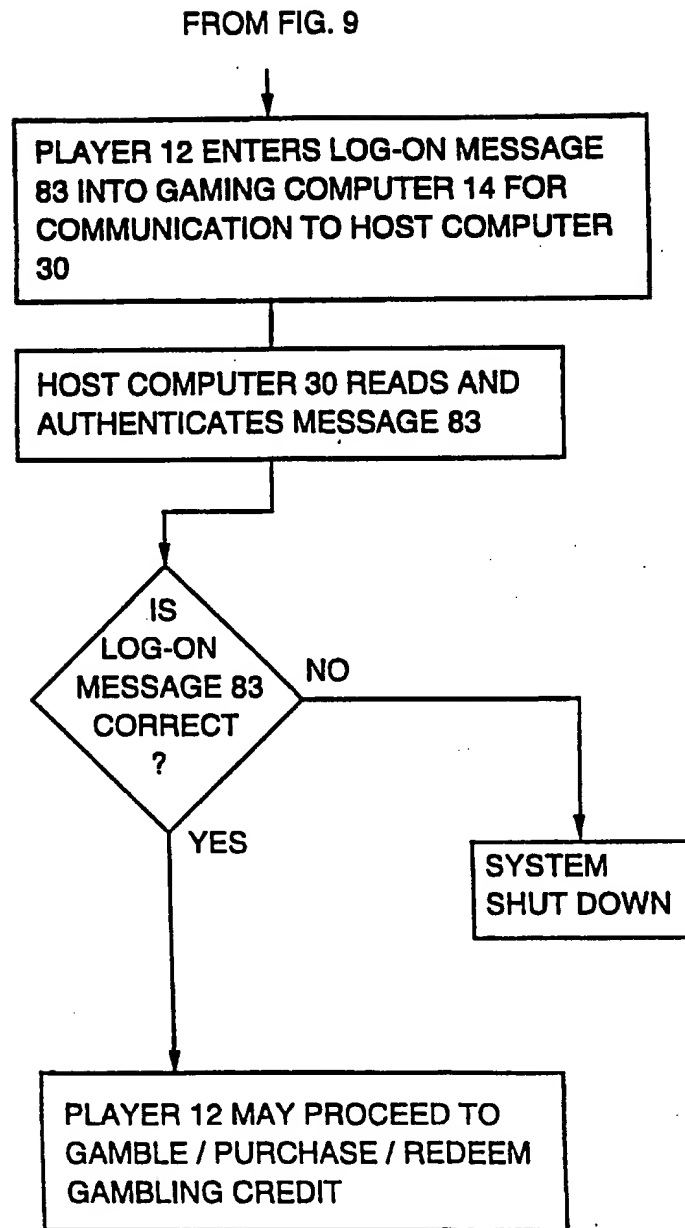 FROM FIG. 9
PLAYER 12 ENTERS LOG-ON MESSAGE
83 INTO GAMING COMPUTER 14 FOR
COMMUNICATION TO HOST COMPUTER
30
HOST COMPUTER 30 READS AND
AUTHENTICATES MESSAGE 83
IS
LOG-ON
MESSAGE 83
CORRECT
?
NO
YES
SYSTEM
SHUT DOWN
PLAYER 12 MAY PROCEED TO
GAMBLE / PURCHASE / REDEEM
GAMBLING CREDIT